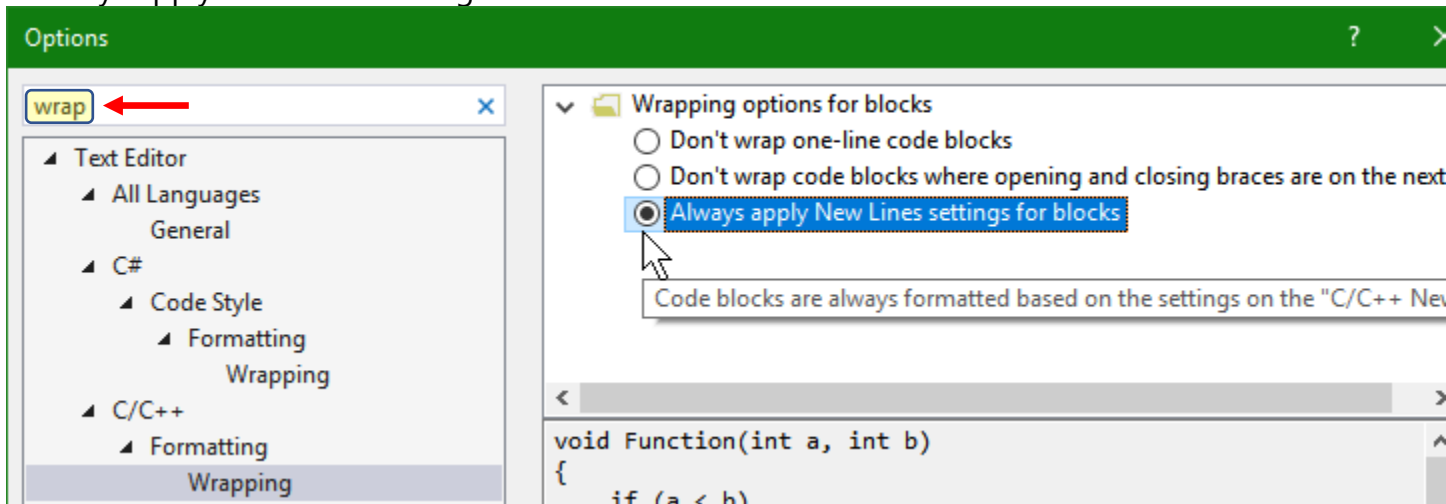 Options ?
wrap
Text Editor
All Languages
General
C#
Code Style
Formatting
Wrapping
C/C++
Formatting
Wrapping
Wrapping options for blocks
Don't wrap one-line code blocks
Don't wrap code blocks where opening and closing braces are on the next
Always apply New Lines settings for blocks
Code blocks are always formatted based on the settings on the "C/C++ New
void Function(int a, int b)
{
if (a < b)